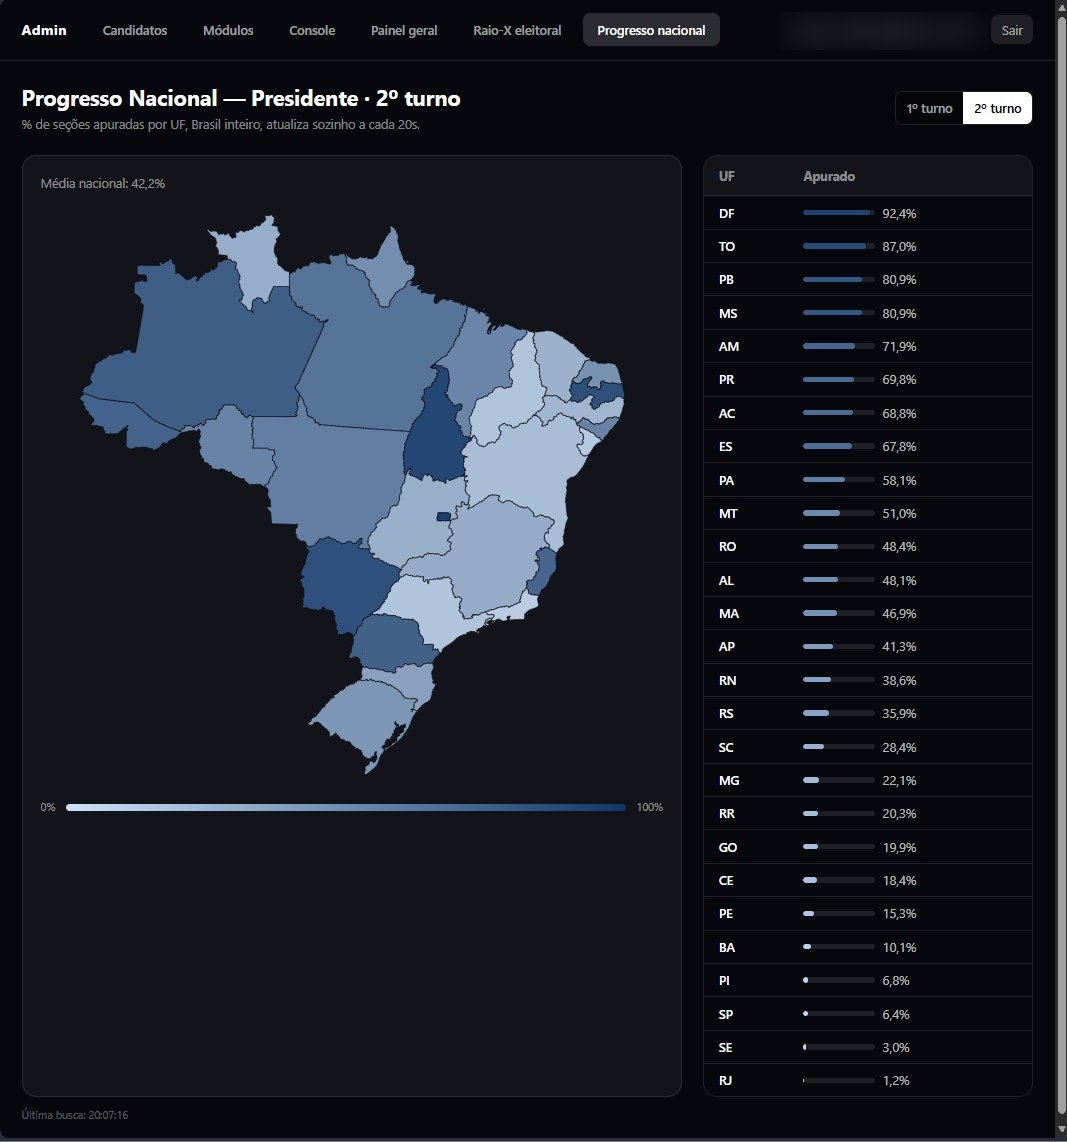 Admin Candidatos Módulos Console Painel geral Raio-X eleitoral Progresso nacional Sair
Progresso Nacional — Presidente · 2º turno
% de seções apuradas por UF, Brasil inteiro, atualiza sozinho a cada 20s.
1º turno 2º turno
Média nacional: 42,2%
0% 100%
UF Apurado
DF 92,4%
TO 87,0%
PB 80,9%
MS 80,9%
AM 71,9%
PR 69,8%
AC 68,8%
ES 67,8%
PA 58,1%
MT 51,0%
RO 48,4%
AL 48,1%
MA 46,9%
AP 41,3%
RN 38,6%
RS 35,9%
SC 28,4%
MG 22,1%
RR 20,3%
GO 19,9%
CE 18,4%
PE 15,3%
BA 10,1%
PI 6,8%
SP 6,4%
SE 3,0%
RJ 1,2%
Última busca: 20:07:16